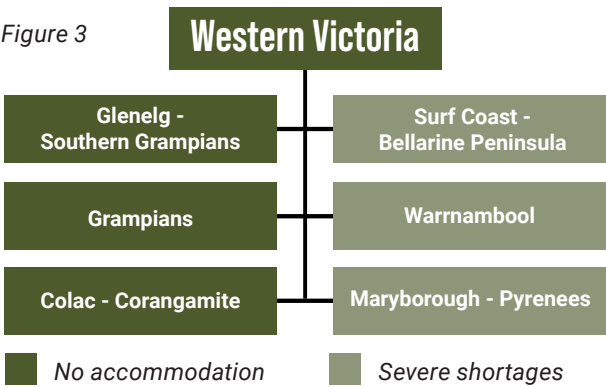 Figure 3
Western Victoria
Glenelg -
Southern Grampians
Surf Coast -
Bellarine Peninsula
Grampians
Warrnambool
Colac - Corangamite
Maryborough - Pyrenees
No accommodation
Severe shortages